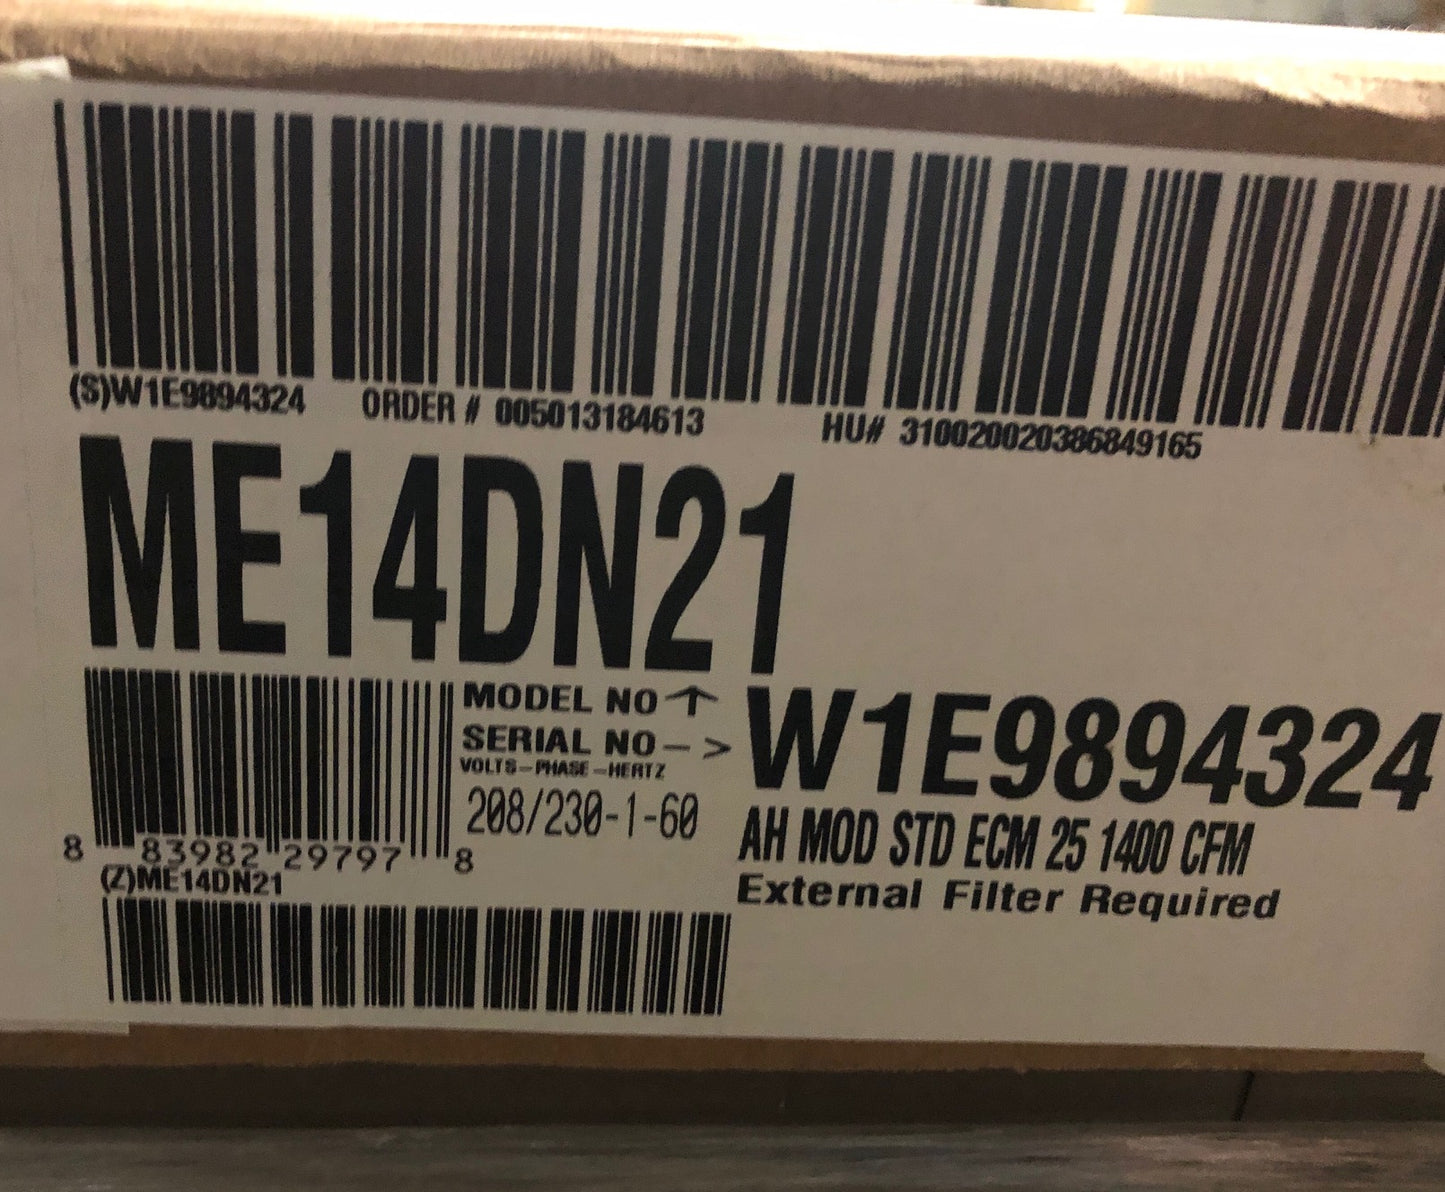 (S)W1E9894324 ORDER # 005013184613 HU# 310020020386849165
ME14DN21
MODEL NO ↑
SERIAL NO--> W1E9894324
VOLTS-PHASE-HERTZ
208/230-1-60
AH MOD STD ECM 25 1400 CFM
External Filter Required
8 83982 29797 8
(Z)ME14DN21